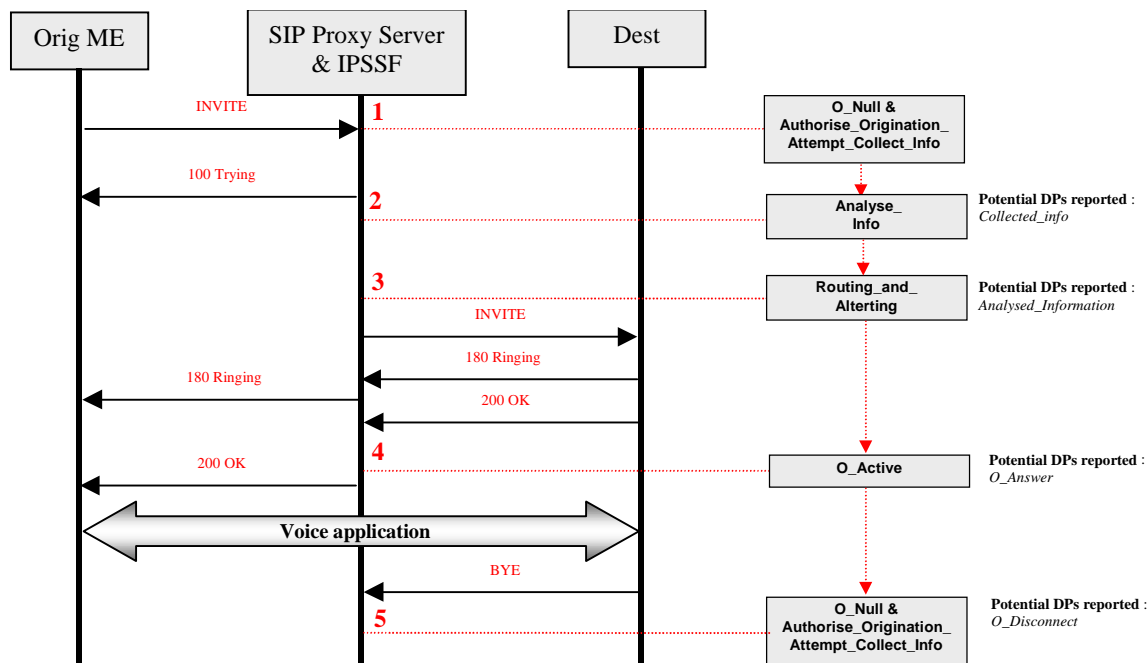 Orig ME
SIP Proxy Server
& IPSSF
Dest
INVITE
1
O_Null &
Authorise_Origination_
Attempt_Collect_Info
100 Trying
2
Analyse_
Info
Potential DPs reported :
Collected_info
3
Routing_and_
Alterting
Potential DPs reported :
Analysed_Information
INVITE
180 Ringing
180 Ringing
200 OK
4
200 OK
O_Active
Potential DPs reported :
O_Answer
Voice application
BYE
5
O_Null &
Authorise_Origination_
Attempt_Collect_Info
Potential DPs reported :
O_Disconnect